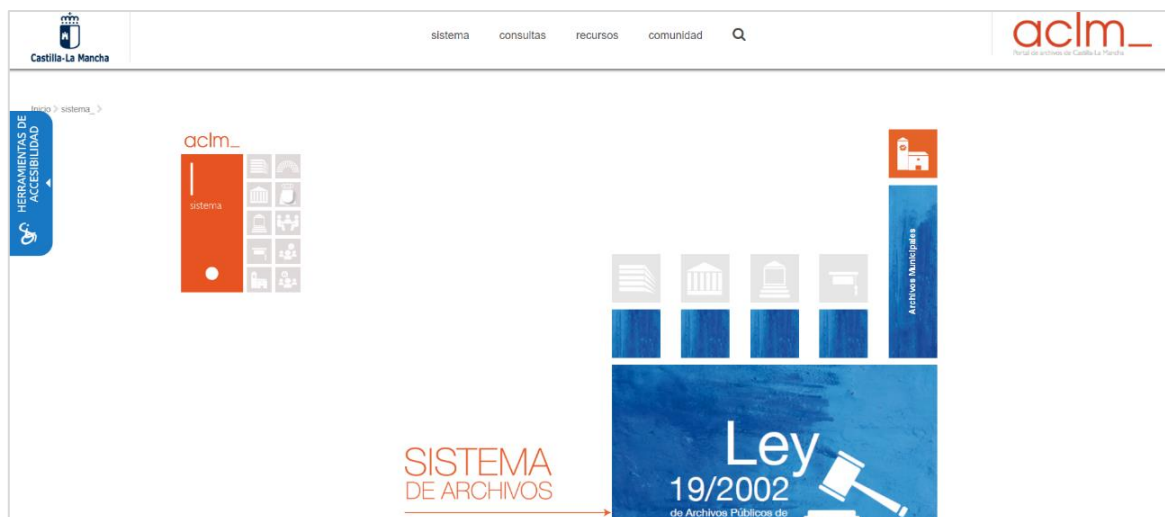 Castilla-La Mancha
sistema consultas recursos comunidad
aclm_
Portal de archivos de Castilla La Mancha
Inicio > sistema_ >
HERRAMIENTAS DE
ACCESIBILIDAD
aclm_
sistema
Archivos Municipales
SISTEMA
DE ARCHIVOS
Ley
19/2002
de Archivos Públicos de